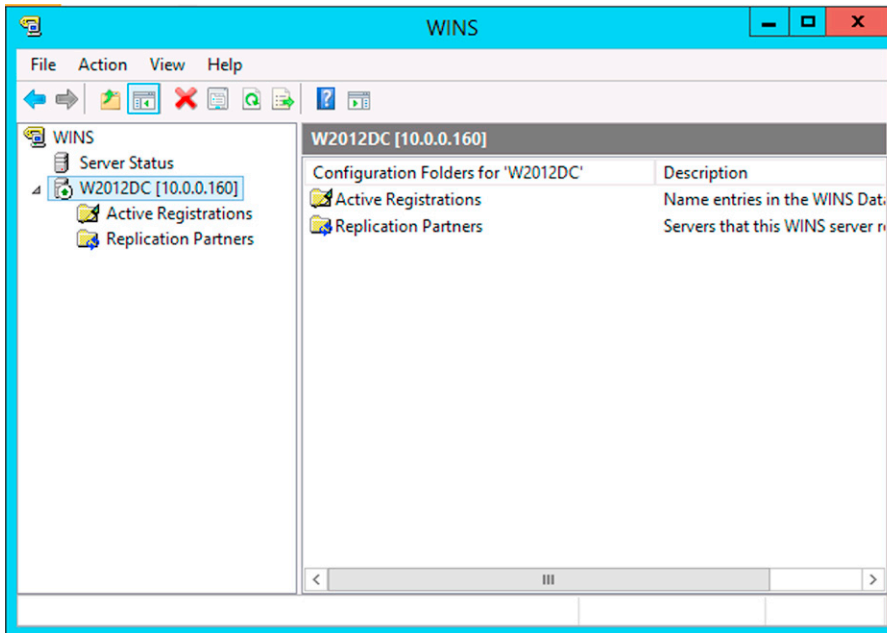 WINS
File Action View Help
WINS
Server Status
W2012DC [10.0.0.160]
Active Registrations
Replication Partners
W2012DC [10.0.0.160]
Configuration Folders for 'W2012DC' Description
Active Registrations Name entries in the WINS Dat
Replication Partners Servers that this WINS server r